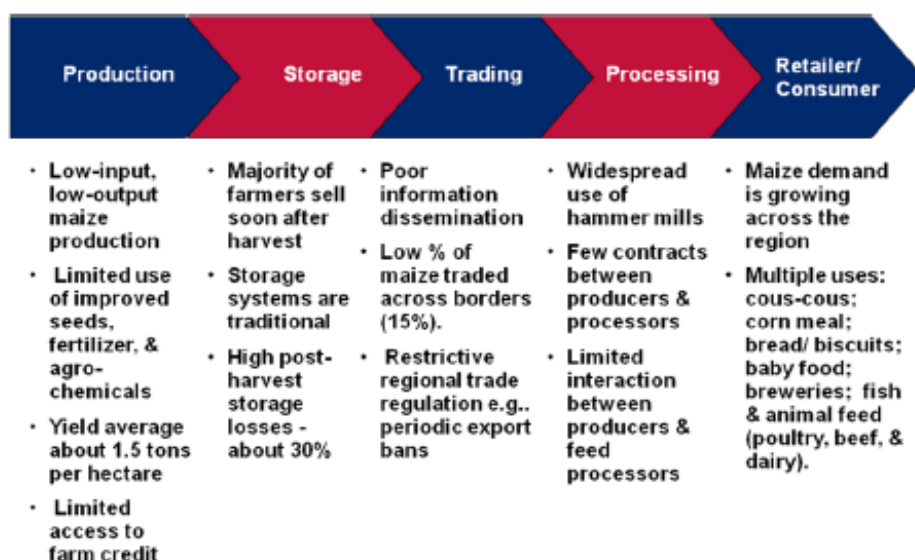 Production
Storage
Trading
Processing
Retailer/
Consumer
• Low-input,
low-output
maize
production
• Limited use
of improved
seeds,
fertilizer, &
agro-
chemicals
• Yield average
about 1.5 tons
per hectare
• Limited
access to
farm credit
• Majority of
farmers sell
soon after
harvest
• Storage
systems are
traditional
• High post-
harvest
storage
losses -
about 30%
• Poor
information
dissemination
• Low % of
maize traded
across borders
(15%).
• Restrictive
regional trade
regulation e.g..
periodic export
bans
• Widespread
use of
hammer mills
• Few contracts
between
producers &
processors
• Limited
interaction
between
producers &
feed
processors
• Maize demand
is growing
across the
region
• Multiple uses:
cous-cous;
corn meal;
bread/ biscuits;
baby food;
breweries; fish
& animal feed
(poultry, beef, &
dairy).